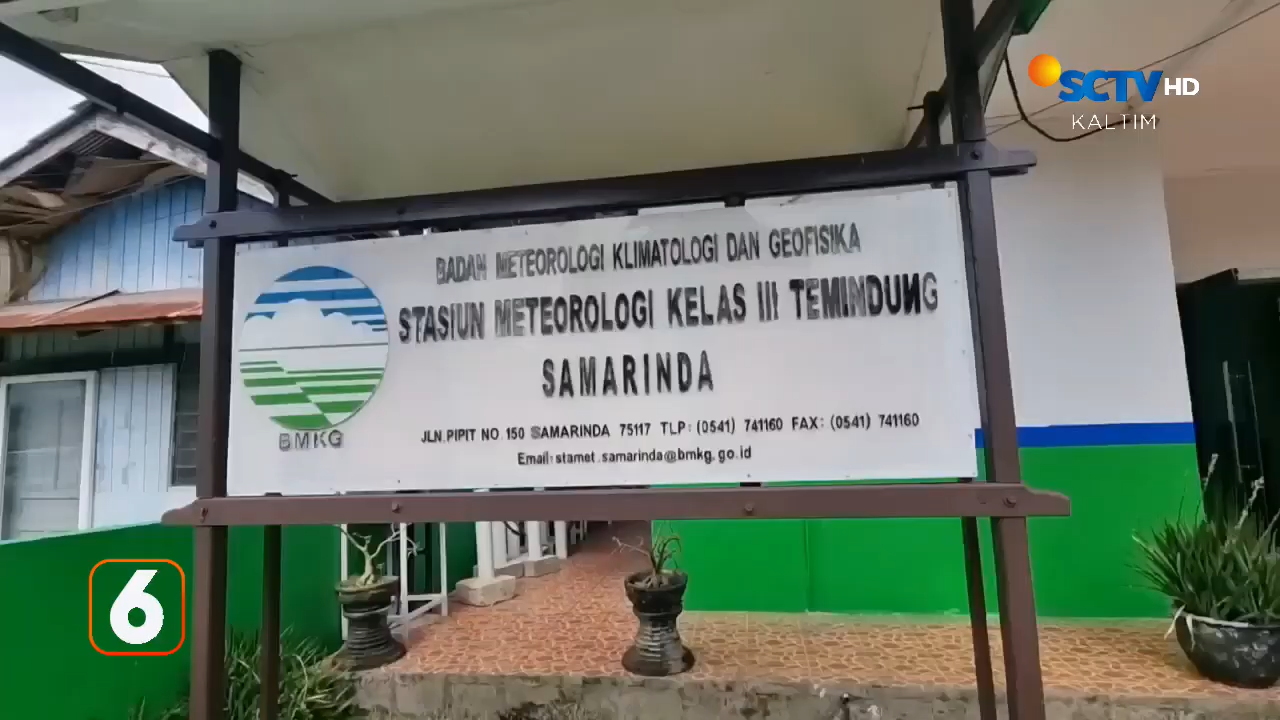 SCTV HD
KALTIM
BADAN METEOROLOGI KLIMATOLOGI DAN GEOFISIKA
STASIUN METEOROLOGI KELAS III TEMINDUNG
SAMARINDA
BMKG
JLN.PIPIT NO.150 SAMARINDA 75117 TLP: (0541) 741160 FAX: (0541) 741160
Email: stamet.samarinda@bmkg.go.id
6